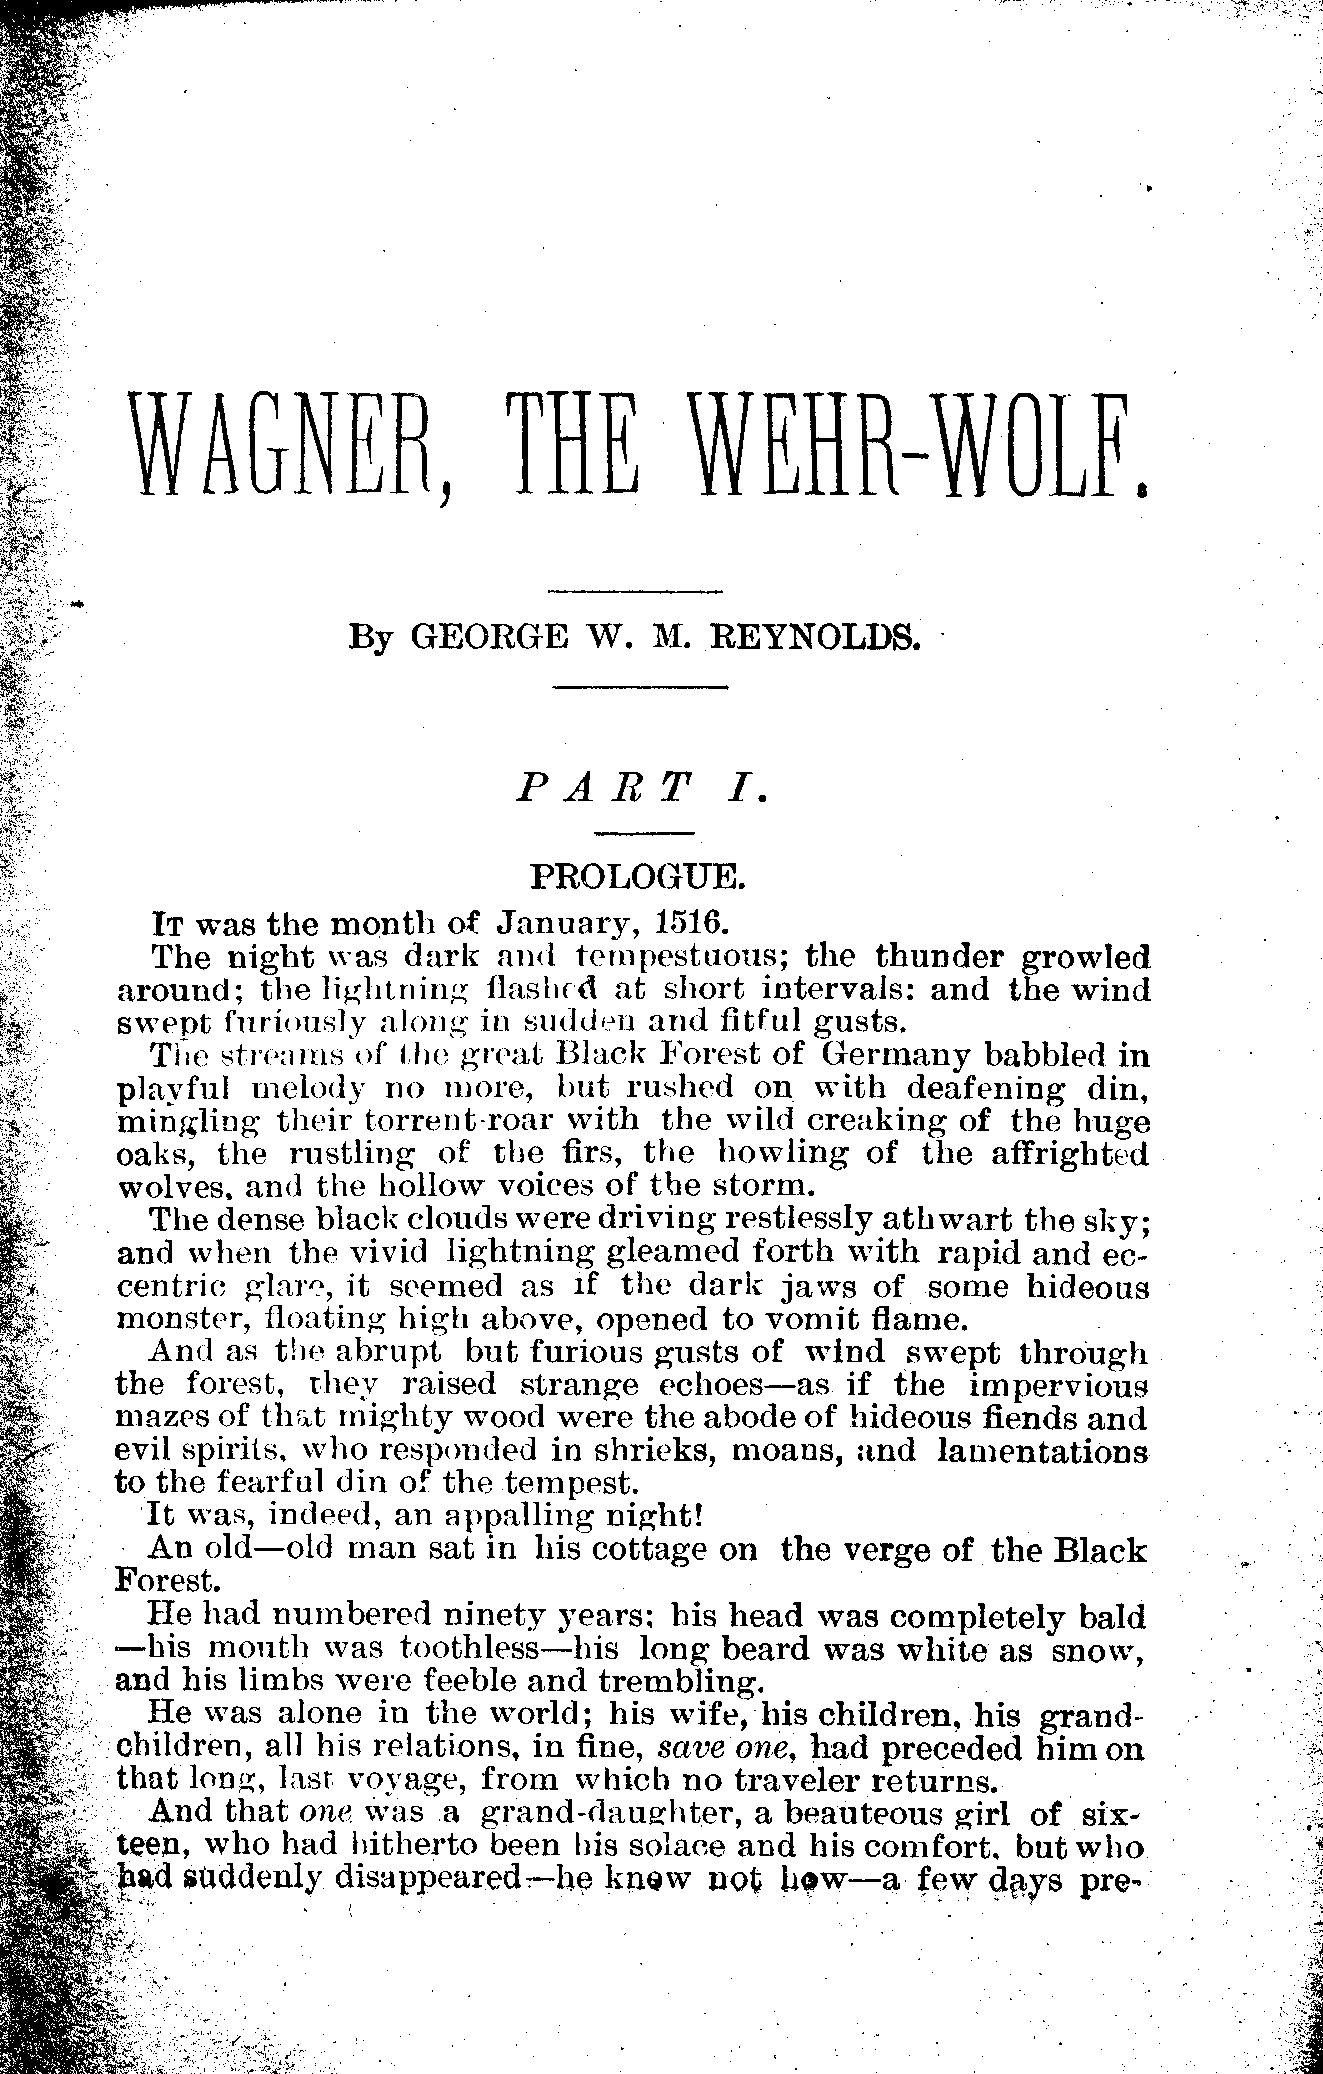 WAGNER, THE WEHR-WOLF.
By GEORGE W. M. REYNOLDS.
PART I.
PROLOGUE.
IT was the month of January, 1516.
The night was dark and tempestuous; the thunder growled
around; the lightning flashed at short intervals: and the wind
swept furiously along in sudden and fitful gusts.
The streams of the great Black Forest of Germany babbled in
playful melody no more, but rushed on with deafening din,
mingling their torrent-roar with the wild creaking of the huge
oaks, the rustling of the firs, the howling of the affrighted
wolves, and the hollow voices of the storm.
The dense black clouds were driving restlessly athwart the sky;
and when the vivid lightning gleamed forth with rapid and ec-
centric glare, it seemed as if the dark jaws of some hideous
monster, floating high above, opened to vomit flame.
And as the abrupt but furious gusts of wind swept through
the forest, they raised strange echoes—as if the impervious
mazes of that mighty wood were the abode of hideous fiends and
evil spirits, who responded in shrieks, moans, and lamentations
to the fearful din of the tempest.
It was, indeed, an appalling night!
An old—old man sat in his cottage on the verge of the Black
Forest.
He had numbered ninety years; his head was completely bald
—his mouth was toothless—his long beard was white as snow,
and his limbs were feeble and trembling.
He was alone in the world; his wife, his children, his grand-
children, all his relations, in fine, save one, had preceded him on
that long, last voyage, from which no traveler returns.
And that one was a grand-daughter, a beauteous girl of six-
teen, who had hitherto been his solace and his comfort, but who
had suddenly disappeared—he knew not how—a few days pre-